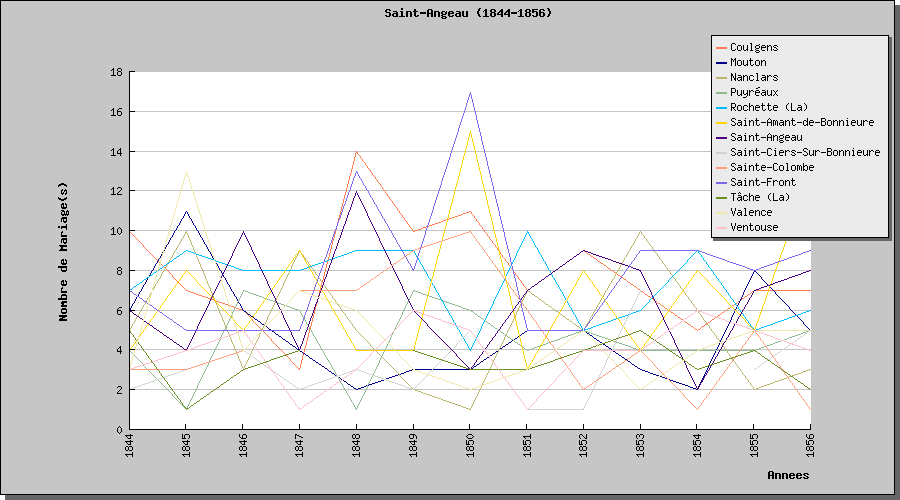 Saint-Angeau (1844-1856)
Coulgens
Mouton
Nanclars
Puyréaux
Rochette (La)
Saint-Amant-de-Bonnieure
Saint-Angeau
Saint-Ciers-Sur-Bonnieure
Sainte-Colombe
Saint-Front
Tâche (La)
Valence
Ventouse
18
16
14
12
10
8
6
4
2
0
Nombre de Mariage(s)
1844
1845
1846
1847
1848
1849
1850
1851
1852
1853
1854
1855
1856
Annees